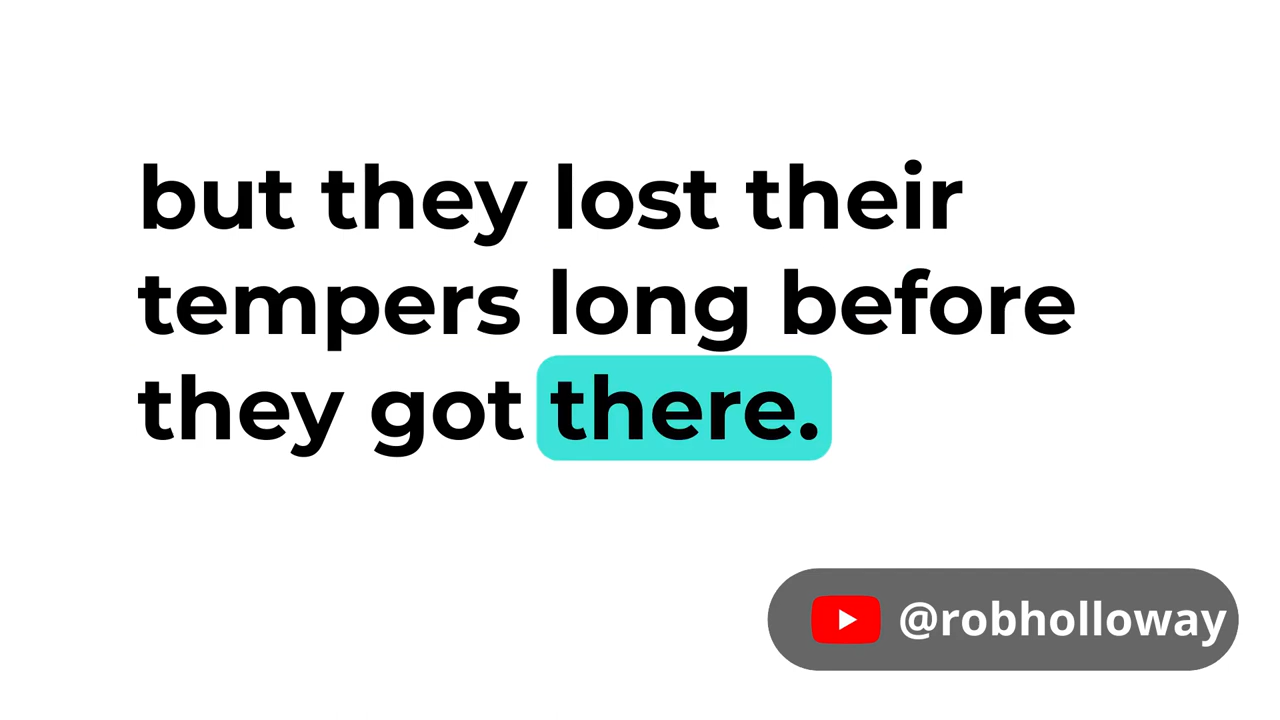 but they lost their
tempers long before
they got there.
@robholloway